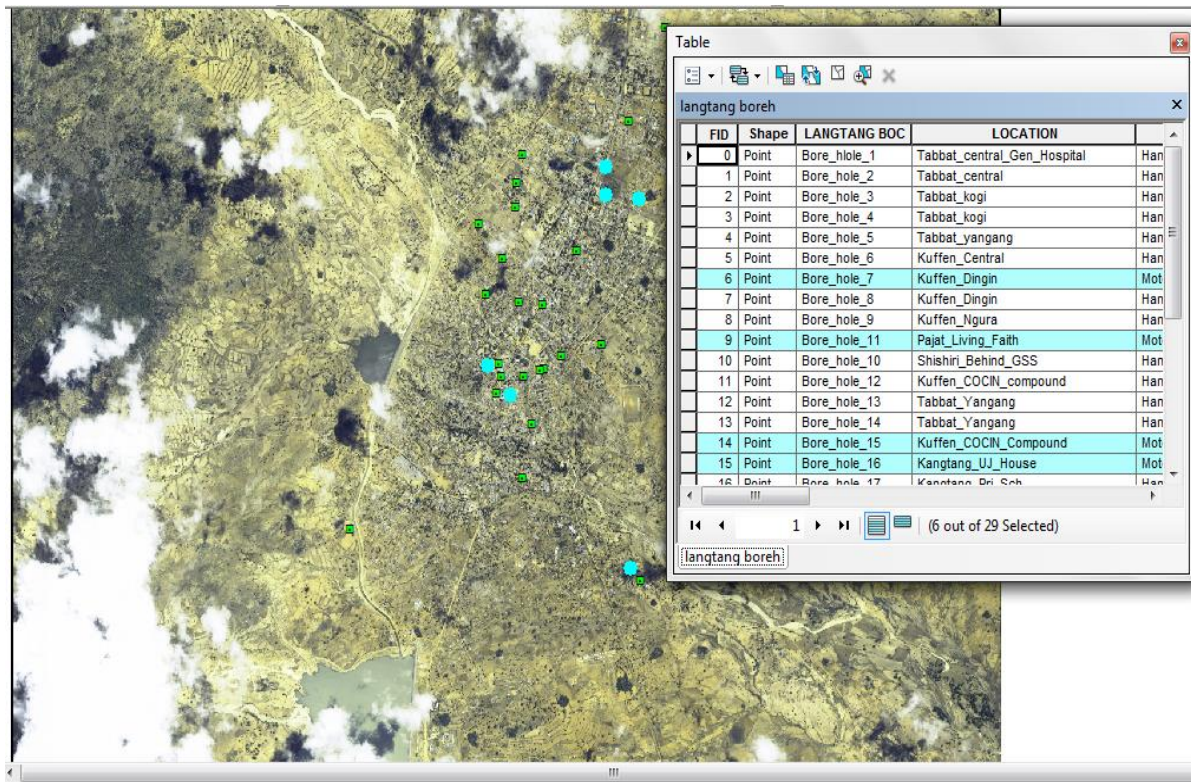 Table
langtang boreh
FID Shape LANGTANG BOC LOCATION
0 Point Bore_hlole_1 Tabbat_central_Gen_Hospital Han
1 Point Bore_hole_2 Tabbat_central Han
2 Point Bore_hole_3 Tabbat_kogi Han
3 Point Bore_hole_4 Tabbat_kogi Han
4 Point Bore_hole_5 Tabbat_yangang Han
5 Point Bore_hole_6 Kuffen_Central Han
6 Point Bore_hole_7 Kuffen_Dingin Mot
7 Point Bore_hole_8 Kuffen_Dingin Han
8 Point Bore_hole_9 Kuffen_Ngura Han
9 Point Bore_hole_11 Pajat_Living_Faith Mot
10 Point Bore_hole_10 Shishiri_Behind_GSS Han
11 Point Bore_hole_12 Kuffen_COCIN_compound Han
12 Point Bore_hole_13 Tabbat_Yangang Han
13 Point Bore_hole_14 Tabbat_Yangang Han
14 Point Bore_hole_15 Kuffen_COCIN_Compound Mot
15 Point Bore_hole_16 Kangtang_UJ_House Mot
16 Point Bore_hole_17 Kangtang_Pri_Sch Han
1 (6 out of 29 Selected)
langtang boreh